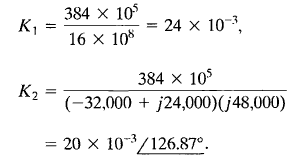 K₁ = 384 × 10⁵ / 16 × 10⁸ = 24 × 10⁻³,
K₂ = 384 × 10⁵ / (−32,000 + j24,000)(j48,000)
= 20 × 10⁻³ /126.87°.